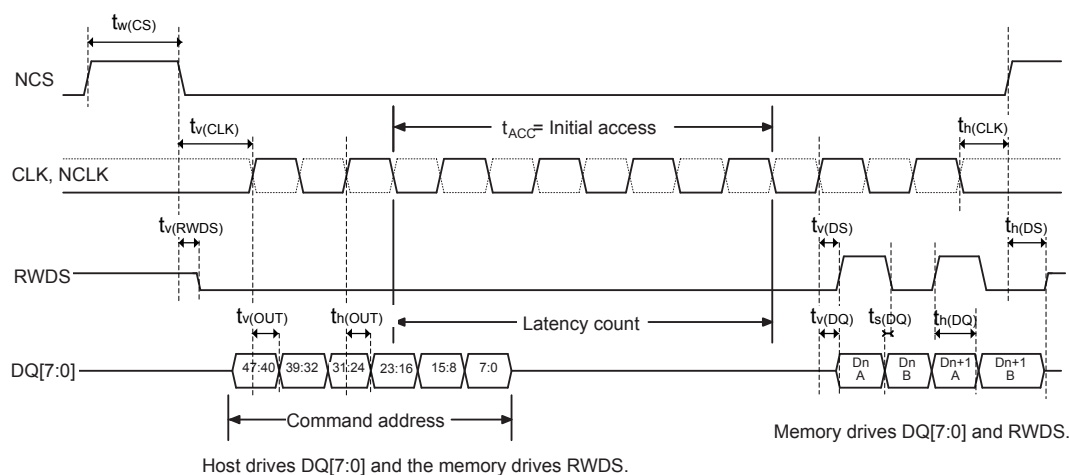 tw(CS)
NCS
tv(CLK)
tACC= Initial access
th(CLK)
CLK, NCLK
tv(RWDS)
tv(DS)
th(DS)
RWDS
tv(OUT)
th(OUT)
Latency count
tv(DQ)
ts(DQ)
th(DQ)
DQ[7:0]
47:40
39:32
31:24
23:16
15:8
7:0
Dn
A
Dn
B
Dn+1
A
Dn+1
B
Command address
Memory drives DQ[7:0] and RWDS.
Host drives DQ[7:0] and the memory drives RWDS.